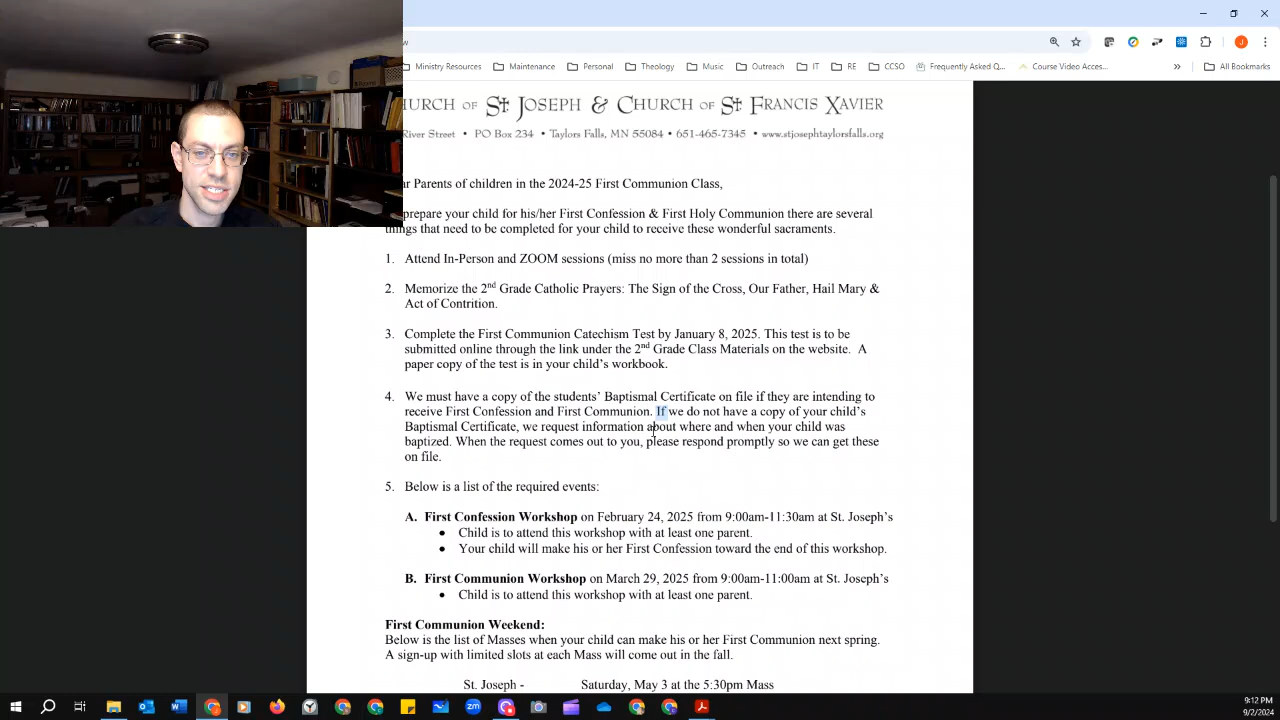 Ministry Resources Maintenance Personal Theology Music Outreach IT RE CCSO Frequently Asked Q... Course Video Acces... All Bookmarks
CHURCH OF ST JOSEPH & CHURCH OF ST FRANCIS XAVIER
River Street • PO Box 234 • Taylors Falls, MN 55084 • 651-465-7345 • www.stjosephtaylorsfalls.org
ar Parents of children in the 2024-25 First Communion Class,
prepare your child for his/her First Confession & First Holy Communion there are several
things that need to be completed for your child to receive these wonderful sacraments.
1. Attend In-Person and ZOOM sessions (miss no more than 2 sessions in total)
2. Memorize the 2nd Grade Catholic Prayers: The Sign of the Cross, Our Father, Hail Mary &
Act of Contrition.
3. Complete the First Communion Catechism Test by January 8, 2025. This test is to be
submitted online through the link under the 2nd Grade Class Materials on the website. A
paper copy of the test is in your child's workbook.
4. We must have a copy of the students' Baptismal Certificate on file if they are intending to
receive First Confession and First Communion. If we do not have a copy of your child's
Baptismal Certificate, we request information about where and when your child was
baptized. When the request comes out to you, please respond promptly so we can get these
on file.
5. Below is a list of the required events:
A. First Confession Workshop on February 24, 2025 from 9:00am-11:30am at St. Joseph's
• Child is to attend this workshop with at least one parent.
• Your child will make his or her First Confession toward the end of this workshop.
B. First Communion Workshop on March 29, 2025 from 9:00am-11:00am at St. Joseph's
• Child is to attend this workshop with at least one parent.
First Communion Weekend:
Below is the list of Masses when your child can make his or her First Communion next spring.
A sign-up with limited slots at each Mass will come out in the fall.
St. Joseph - Saturday, May 3 at the 5:30pm Mass
9:12 PM
9/2/2024